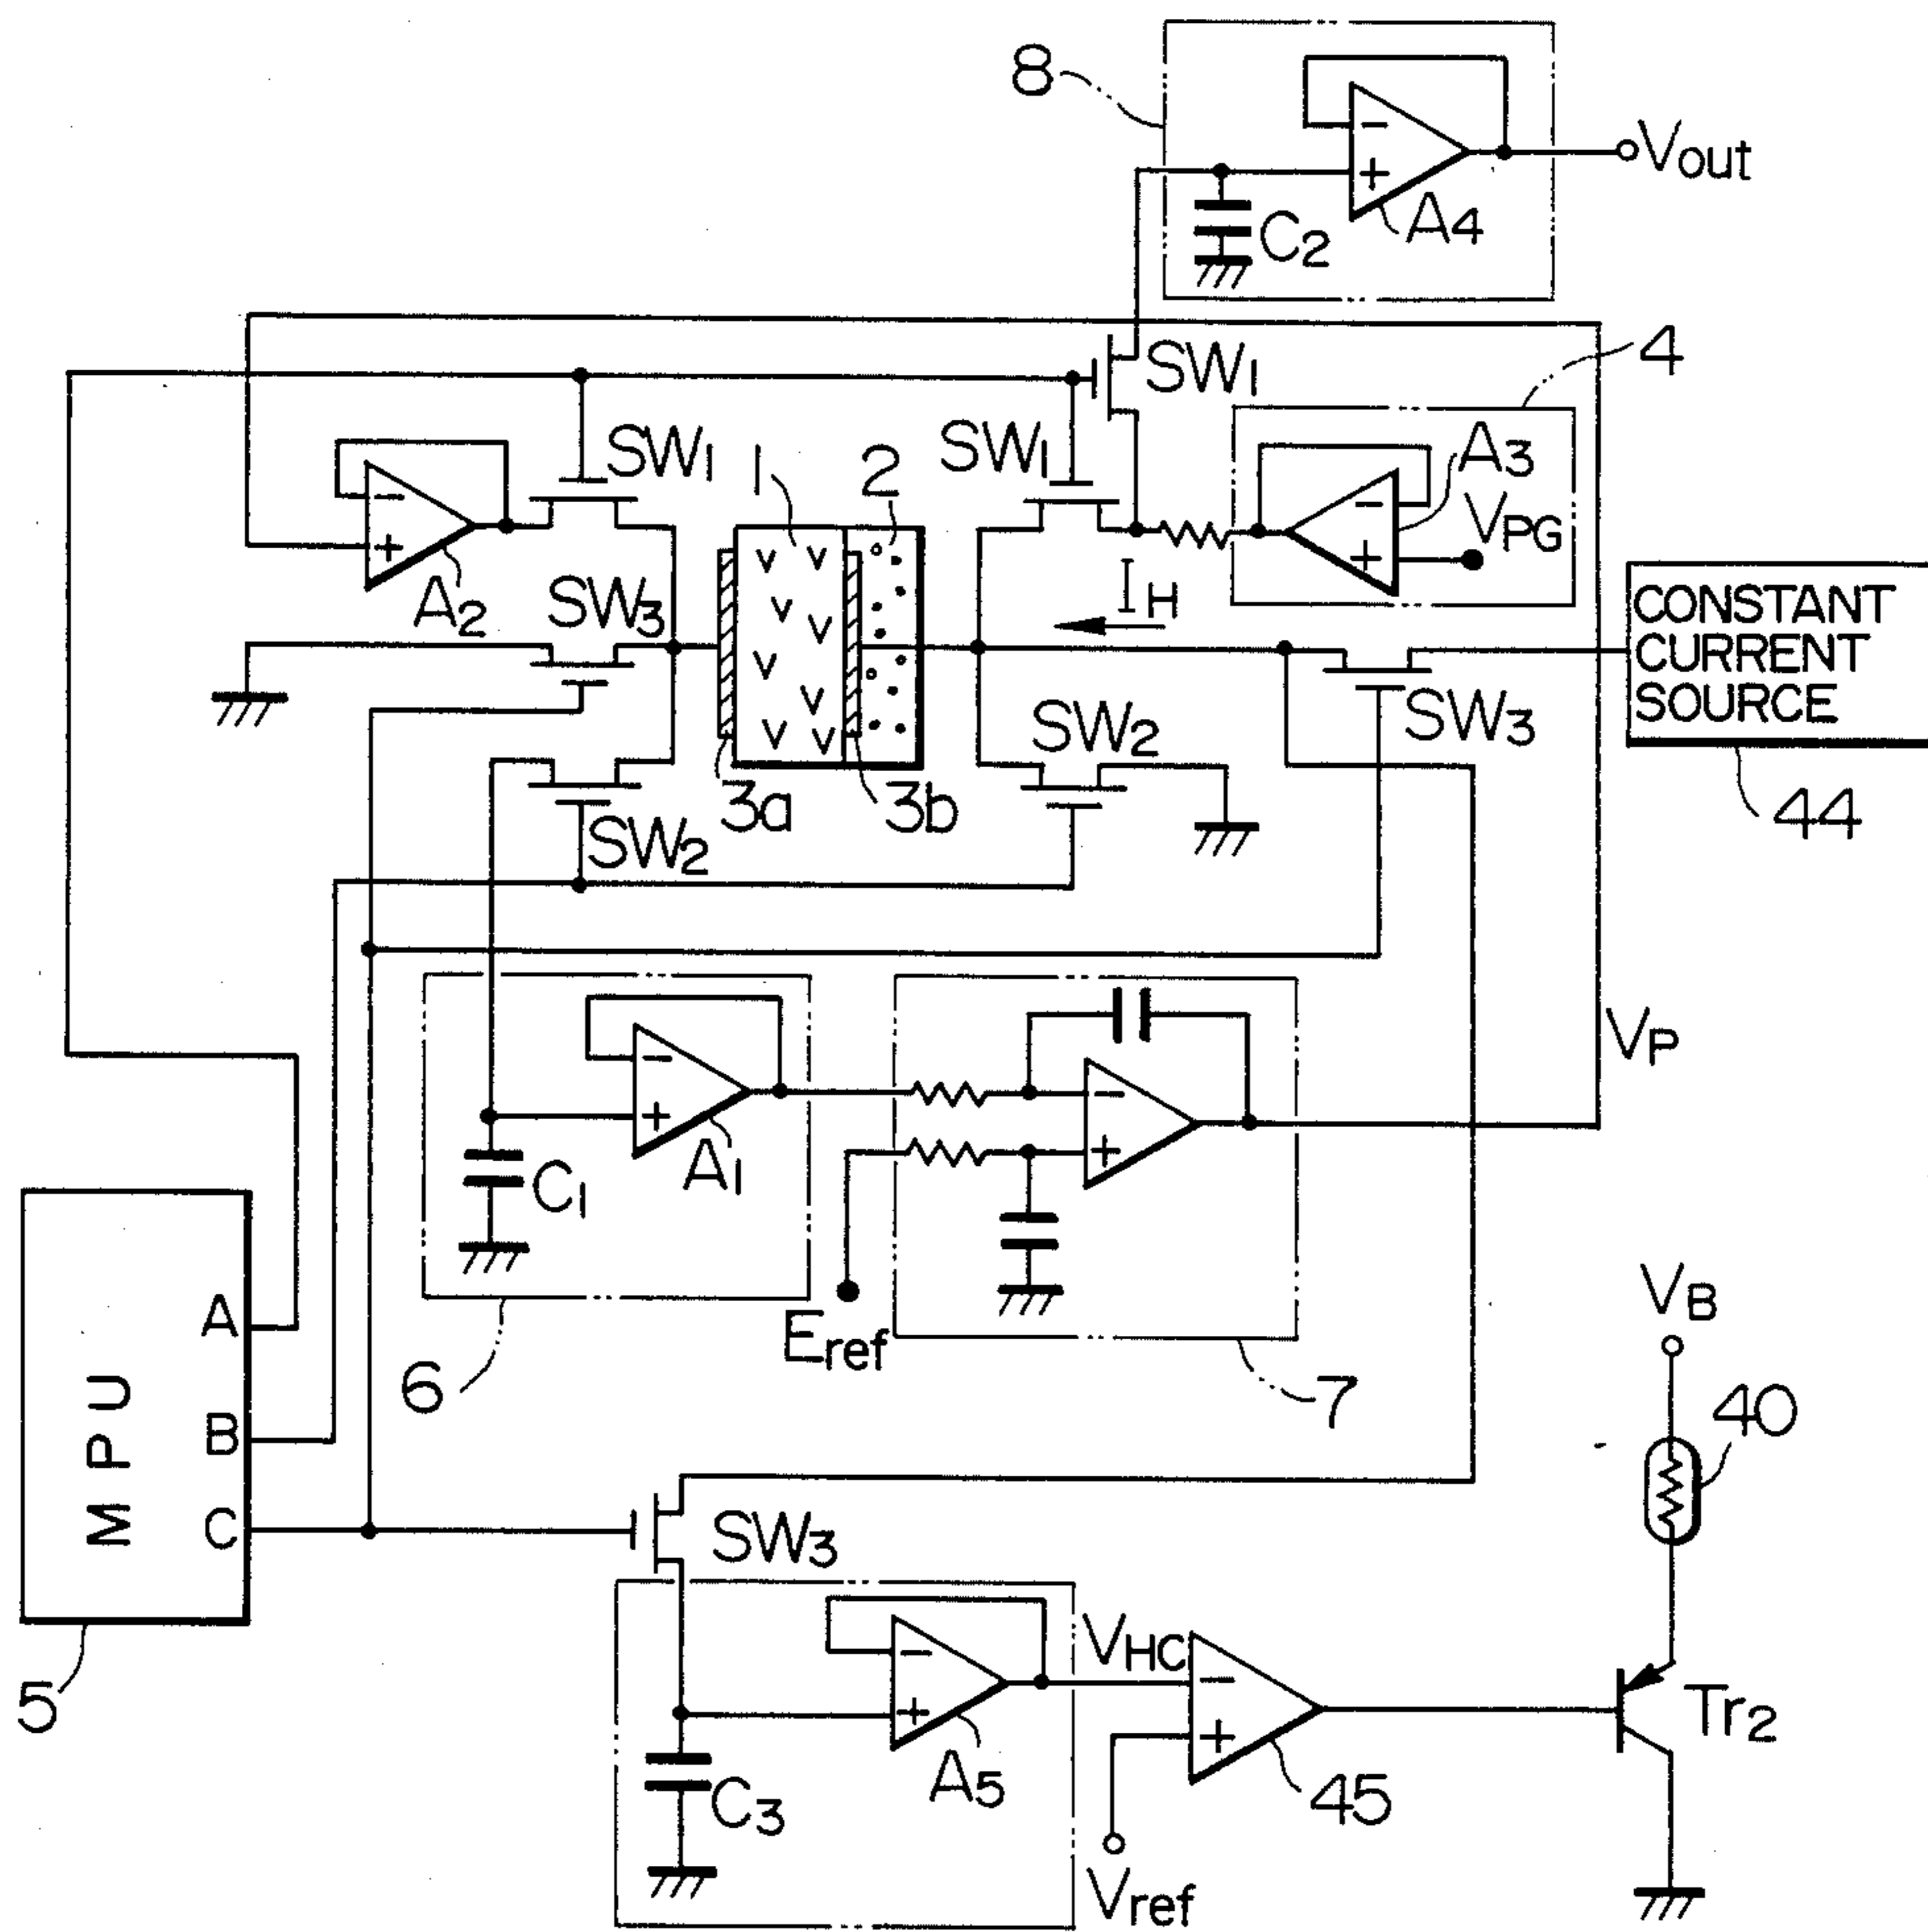 8
Vout
A4
C2
4
SW1
SW1
SW1
1
2
A3
VPG
A2
SW3
IH
CONSTANT
CURRENT
SOURCE
SW3
SW2
3a
3b
SW2
44
VP
A1
C1
Eref
A
B
C
MPU
5
6
7
VB
40
SW3
VHC
Tr2
A5
C3
45
Vref